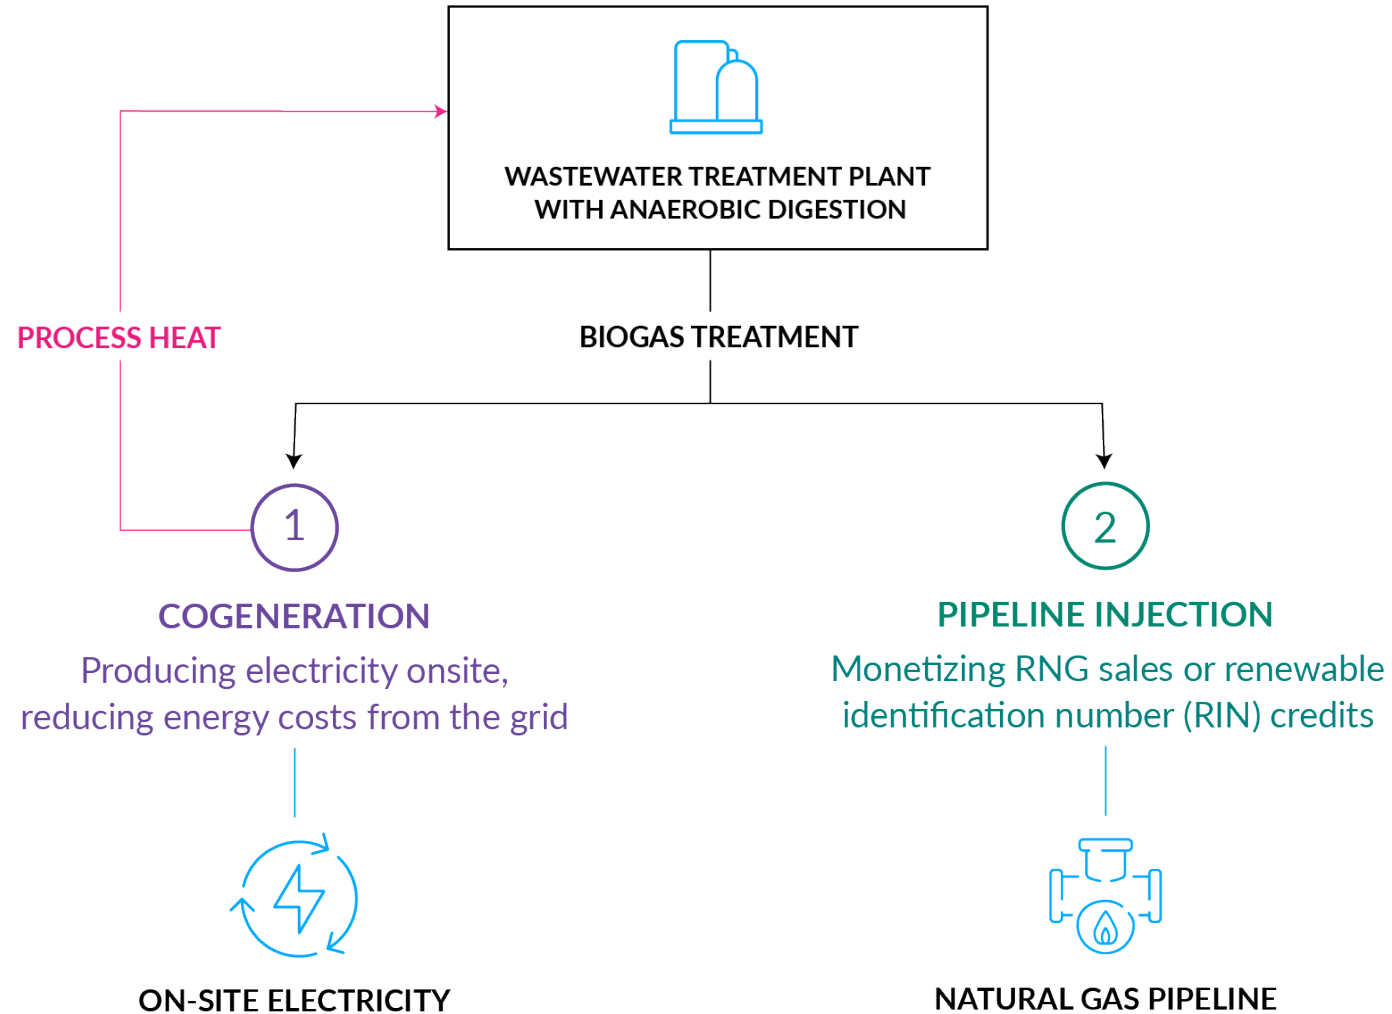 WASTEWATER TREATMENT PLANT
WITH ANAEROBIC DIGESTION
PROCESS HEAT
BIOGAS TREATMENT
1
COGENERATION
Producing electricity onsite,
reducing energy costs from the grid
ON-SITE ELECTRICITY
2
PIPELINE INJECTION
Monetizing RNG sales or renewable
identification number (RIN) credits
NATURAL GAS PIPELINE